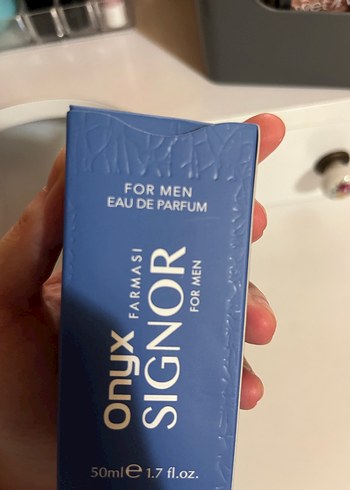 FOR MEN
EAU DE PARFUM
Onyx
FARMASI
SIGNOR
FOR MEN
50ml e 1.7 fl.oz.